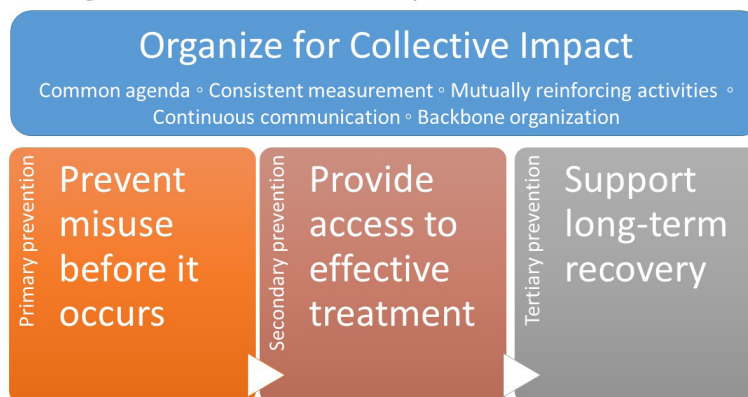 Organize for Collective Impact
Common agenda ◦ Consistent measurement ◦ Mutually reinforcing activities ◦
Continuous communication ◦ Backbone organization
Primary prevention
Prevent
misuse
before it
occurs
Secondary prevention
Provide
access to
effective
treatment
Tertiary prevention
Support
long-term
recovery